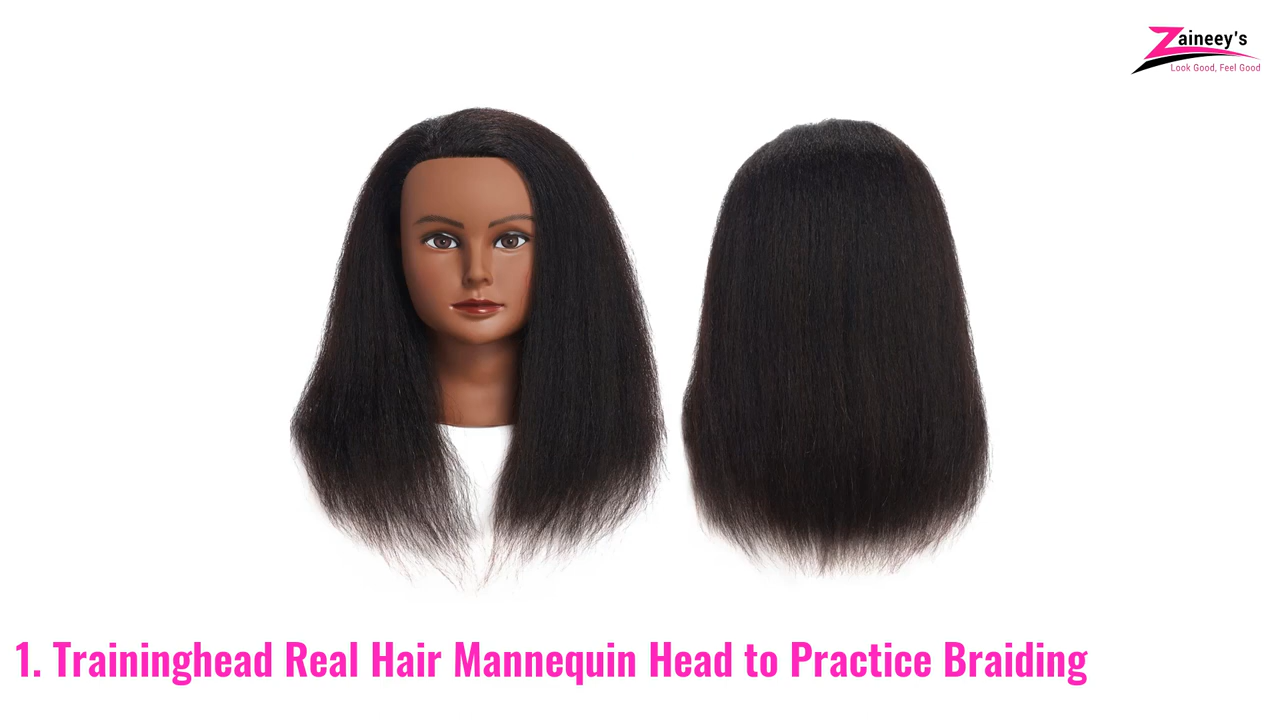 Zaineey's
Look Good, Feel Good
1. Traininghead Real Hair Mannequin Head to Practice Braiding